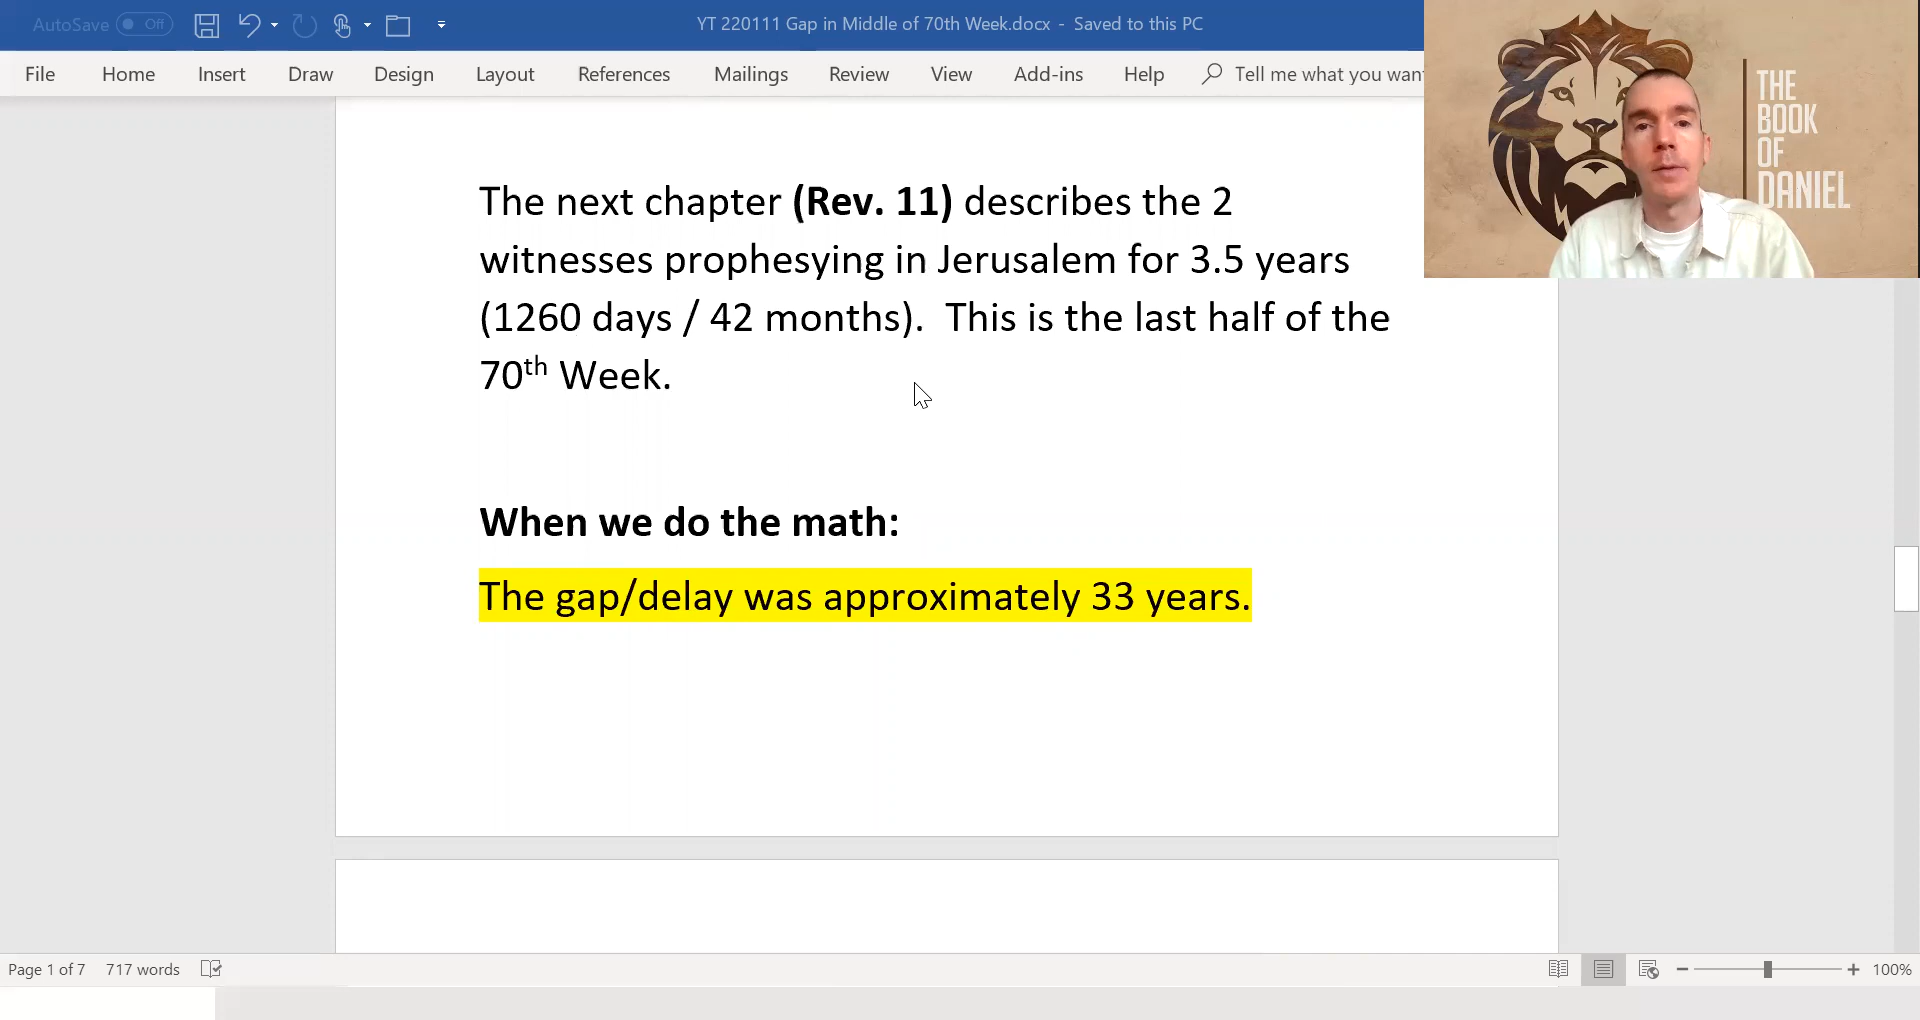 AutoSave Off
YT 220111 Gap in Middle of 70th Week.docx - Saved to this PC
File Home Insert Draw Design Layout References Mailings Review View Add-ins Help Tell me what you wan
THE
BOOK
OF
DANIEL
The next chapter (Rev. 11) describes the 2
witnesses prophesying in Jerusalem for 3.5 years
(1260 days / 42 months). This is the last half of the
70th Week.
When we do the math:
The gap/delay was approximately 33 years.
Page 1 of 7 717 words
100%